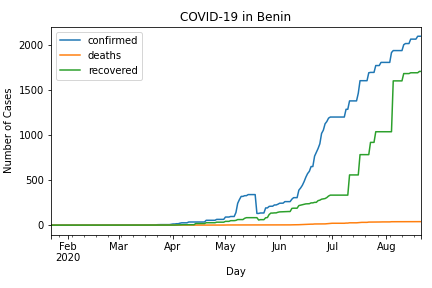 COVID-19 in Benin
confirmed
deaths
recovered
Number of Cases
2000
1500
1000
500
0
Feb Mar Apr May Jun Jul Aug
2020
Day